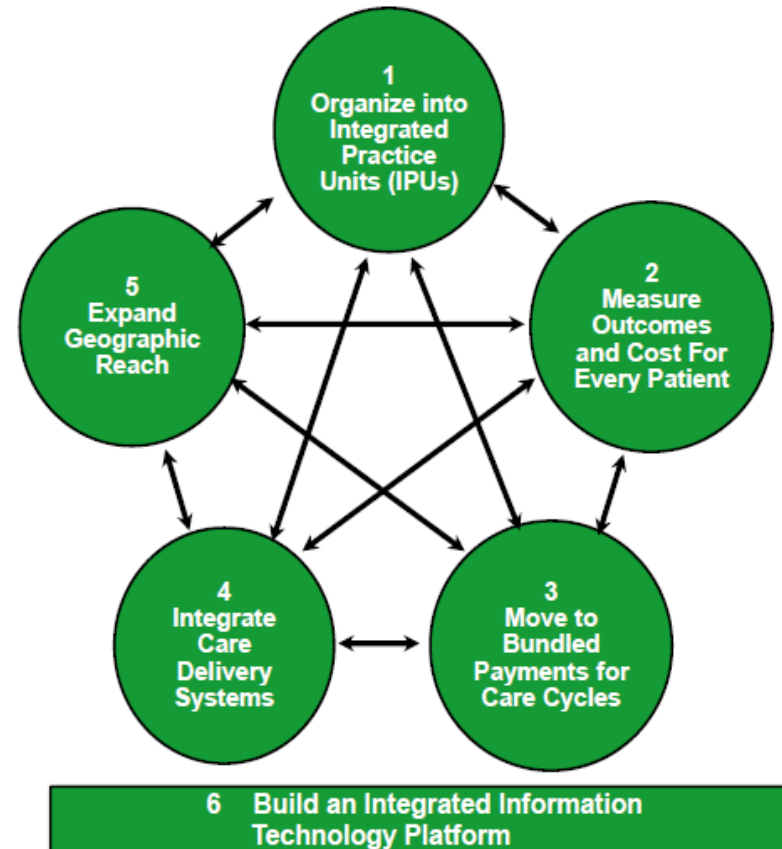 1
Organize into
Integrated
Practice
Units (IPUs)
2
Measure
Outcomes
and Cost For
Every Patient
3
Move to
Bundled
Payments for
Care Cycles
4
Integrate
Care
Delivery
Systems
5
Expand
Geographic
Reach
6 Build an Integrated Information
Technology Platform